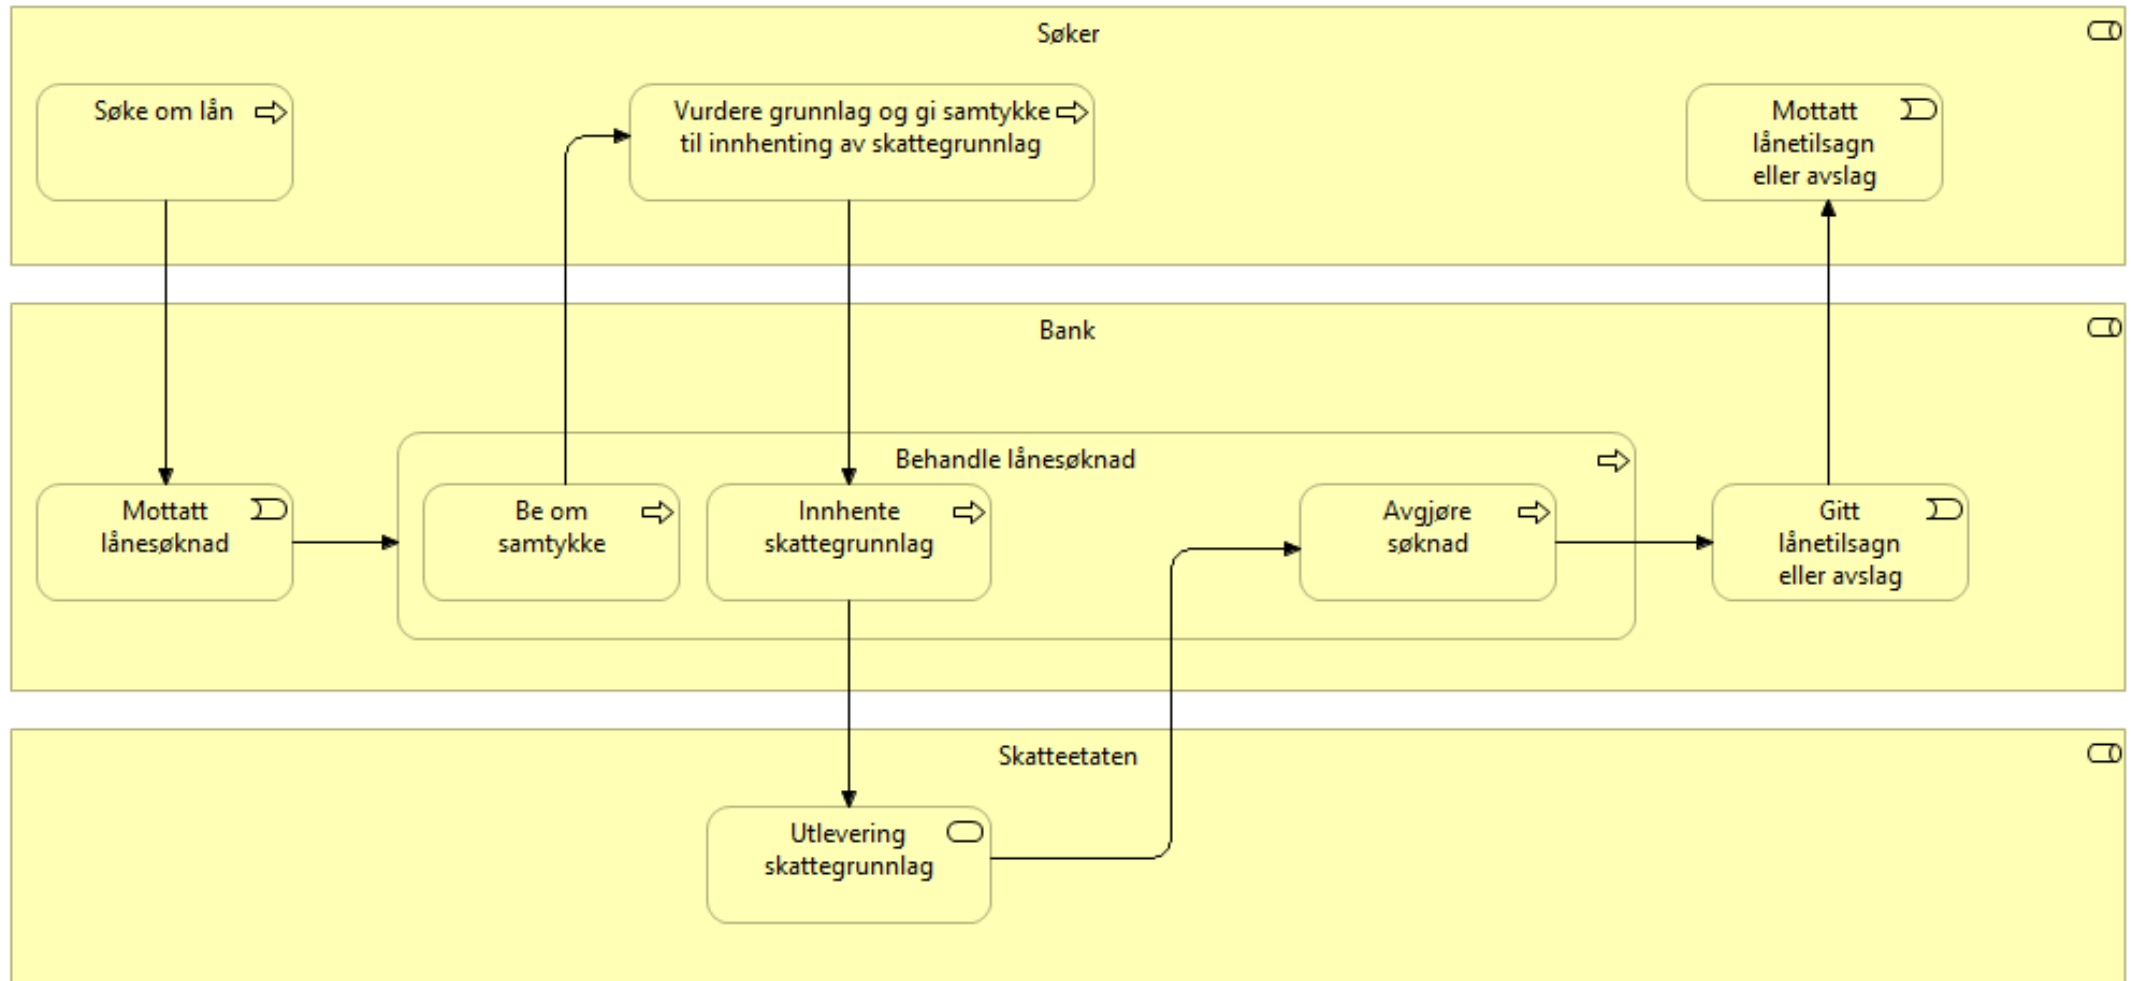 Søker
Søke om lån
Vurdere grunnlag og gi samtykke
til innhenting av skattegrunnlag
Mottatt
lånetilsagn
eller avslag
Bank
Behandle lånesøknad
Mottatt
lånesøknad
Be om
samtykke
Innhente
skattegrunnlag
Avgjøre
søknad
Gitt
lånetilsagn
eller avslag
Skatteetaten
Utlevering
skattegrunnlag